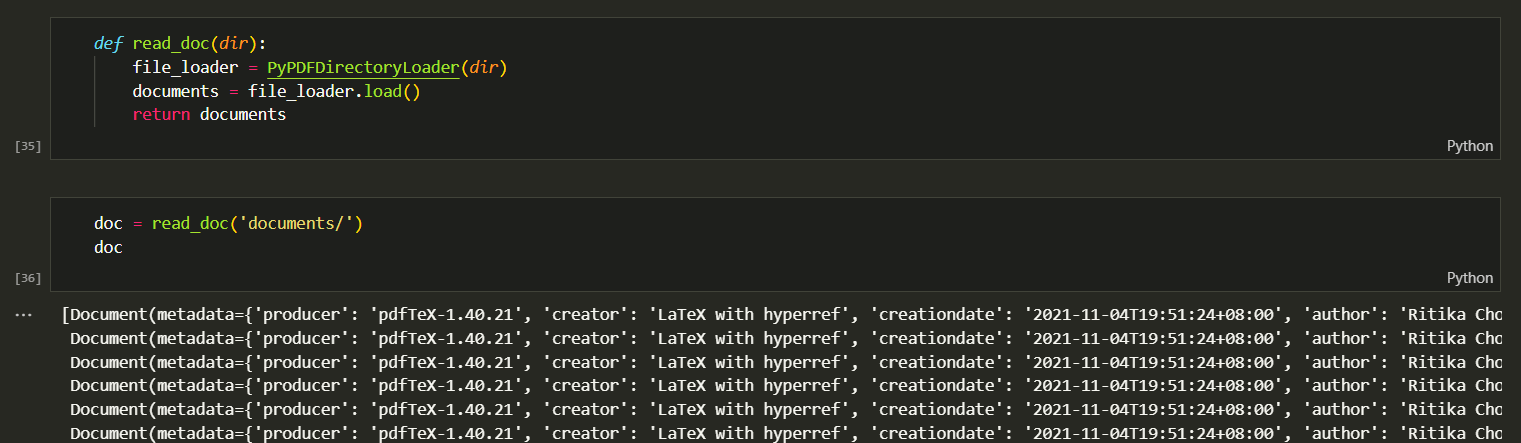 def read_doc(dir):
    file_loader = PyPDFDirectoryLoader(dir)
    documents = file_loader.load()
    return documents
[35]
Python
doc = read_doc('documents/')
doc
[36]
Python
... [Document(metadata={'producer': 'pdfTeX-1.40.21', 'creator': 'LaTeX with hyperref', 'creationdate': '2021-11-04T19:51:24+08:00', 'author': 'Ritika Cho
Document(metadata={'producer': 'pdfTeX-1.40.21', 'creator': 'LaTeX with hyperref', 'creationdate': '2021-11-04T19:51:24+08:00', 'author': 'Ritika Cho
Document(metadata={'producer': 'pdfTeX-1.40.21', 'creator': 'LaTeX with hyperref', 'creationdate': '2021-11-04T19:51:24+08:00', 'author': 'Ritika Cho
Document(metadata={'producer': 'pdfTeX-1.40.21', 'creator': 'LaTeX with hyperref', 'creationdate': '2021-11-04T19:51:24+08:00', 'author': 'Ritika Cho
Document(metadata={'producer': 'pdfTeX-1.40.21', 'creator': 'LaTeX with hyperref', 'creationdate': '2021-11-04T19:51:24+08:00', 'author': 'Ritika Cho
Document(metadata={'producer': 'pdfTeX-1.40.21', 'creator': 'LaTeX with hyperref', 'creationdate': '2021-11-04T19:51:24+08:00', 'author': 'Ritika Cho